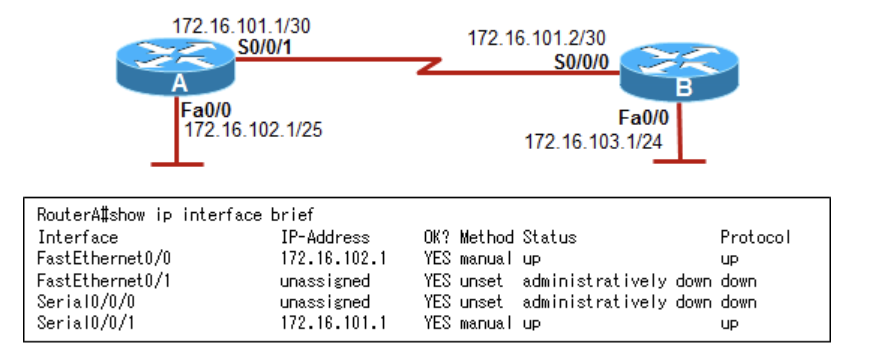 172.16.101.1/30
S0/0/1
172.16.101.2/30
S0/0/0
A
B
Fa0/0
172.16.102.1/25
Fa0/0
172.16.103.1/24
RouterA#show ip interface brief
Interface IP-Address OK? Method Status Protocol
FastEthernet0/0 172.16.102.1 YES manual up up
FastEthernet0/1 unassigned YES unset administratively down down
Serial0/0/0 unassigned YES unset administratively down down
Serial0/0/1 172.16.101.1 YES manual up up